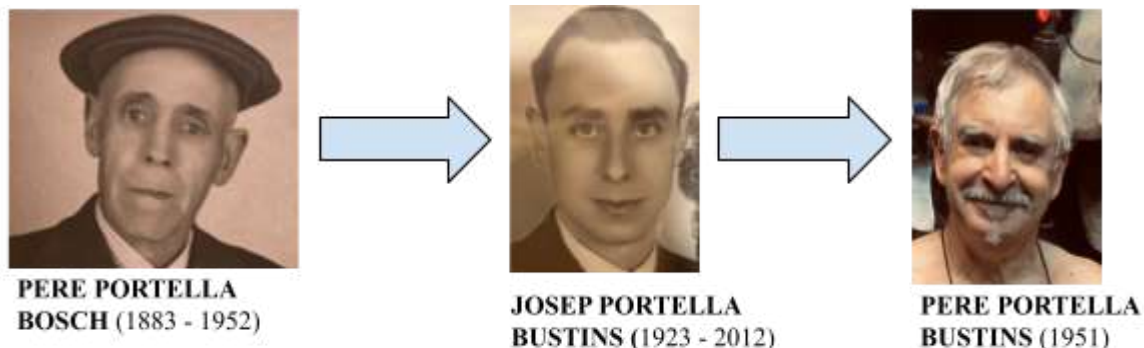 PERE PORTELLA
BOSCH (1883 - 1952)
JOSEP PORTELLA
BUSTINS (1923 - 2012)
PERE PORTELLA
BUSTINS (1951)